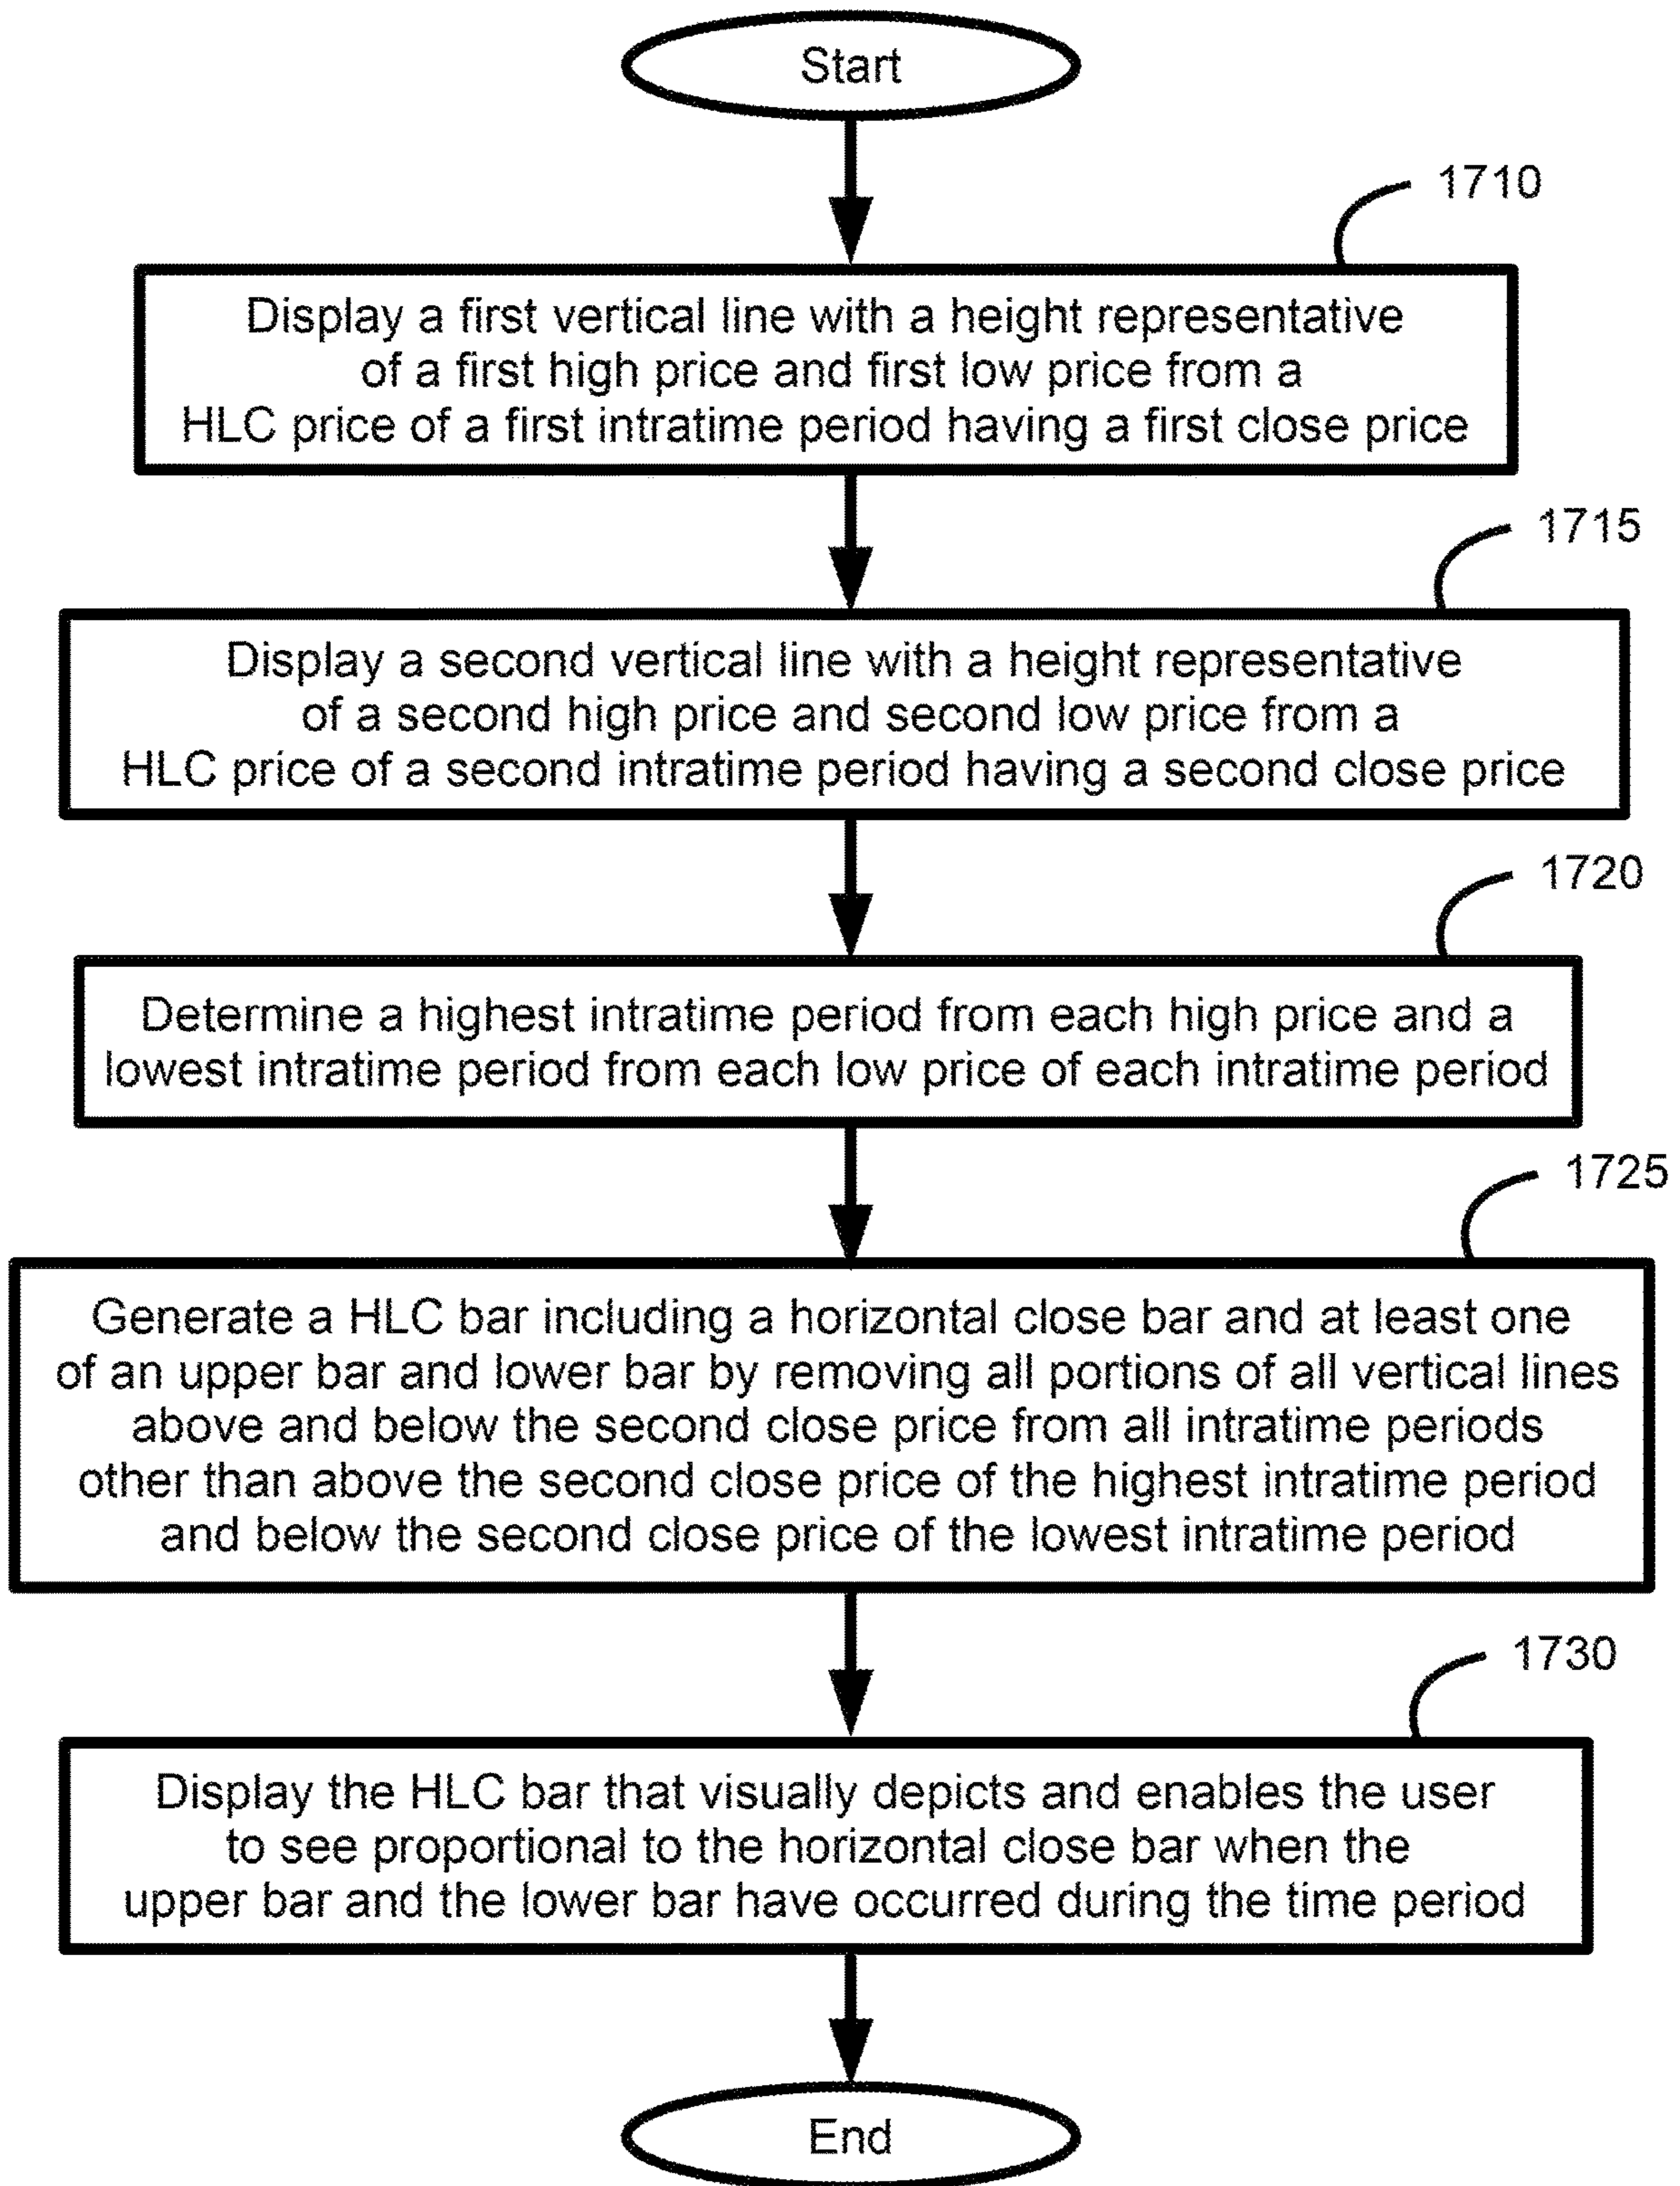 Start
1710
Display a first vertical line with a height representative
of a first high price and first low price from a
HLC price of a first intratime period having a first close price
1715
Display a second vertical line with a height representative
of a second high price and second low price from a
HLC price of a second intratime period having a second close price
1720
Determine a highest intratime period from each high price and a
lowest intratime period from each low price of each intratime period
1725
Generate a HLC bar including a horizontal close bar and at least one
of an upper bar and lower bar by removing all portions of all vertical lines
above and below the second close price from all intratime periods
other than above the second close price of the highest intratime period
and below the second close price of the lowest intratime period
1730
Display the HLC bar that visually depicts and enables the user
to see proportional to the horizontal close bar when the
upper bar and the lower bar have occurred during the time period
End